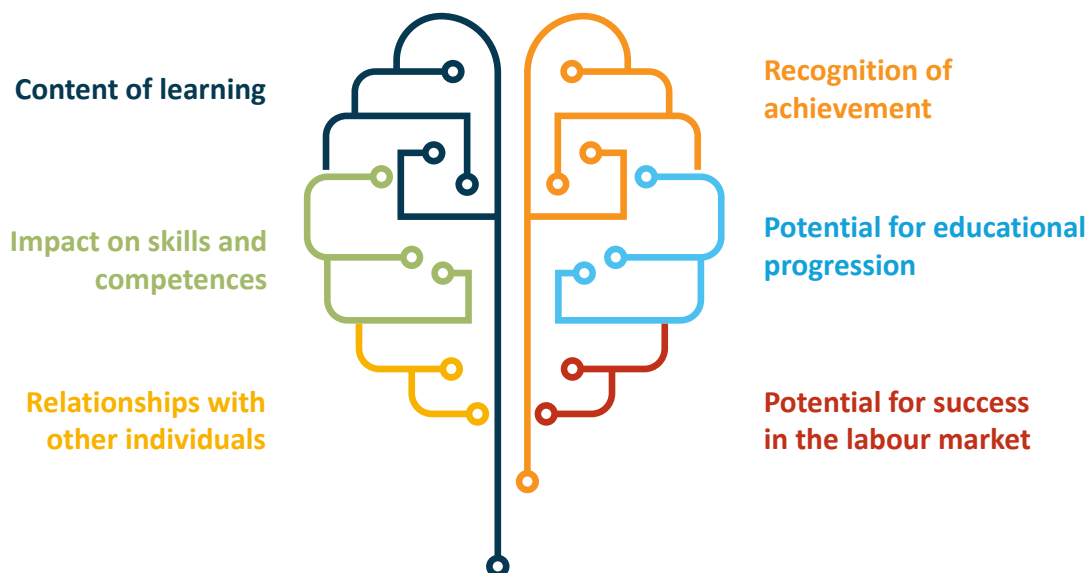 Content of learning
Impact on skills and
competences
Relationships with
other individuals
Recognition of
achievement
Potential for educational
progression
Potential for success
in the labour market